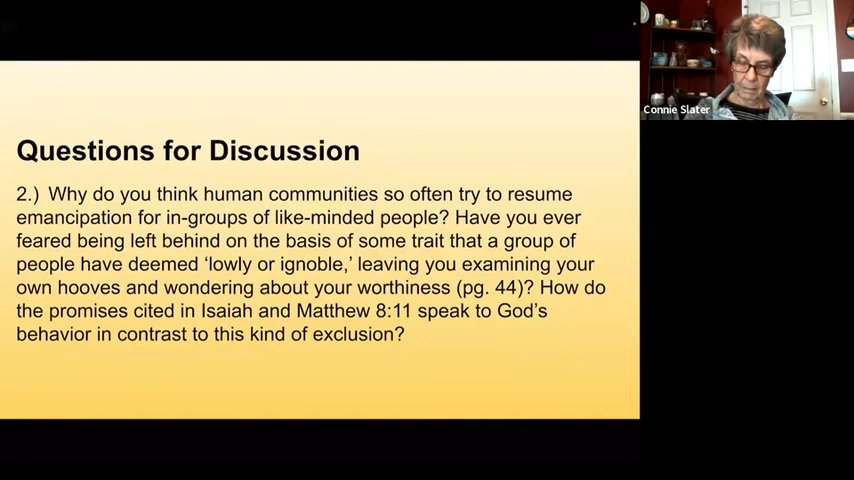 Questions for Discussion
2.) Why do you think human communities so often try to resume
emancipation for in-groups of like-minded people? Have you ever
feared being left behind on the basis of some trait that a group of
people have deemed ‘lowly or ignoble,’ leaving you examining your
own hooves and wondering about your worthiness (pg. 44)? How do
the promises cited in Isaiah and Matthew 8:11 speak to God’s
behavior in contrast to this kind of exclusion?
Connie Slater